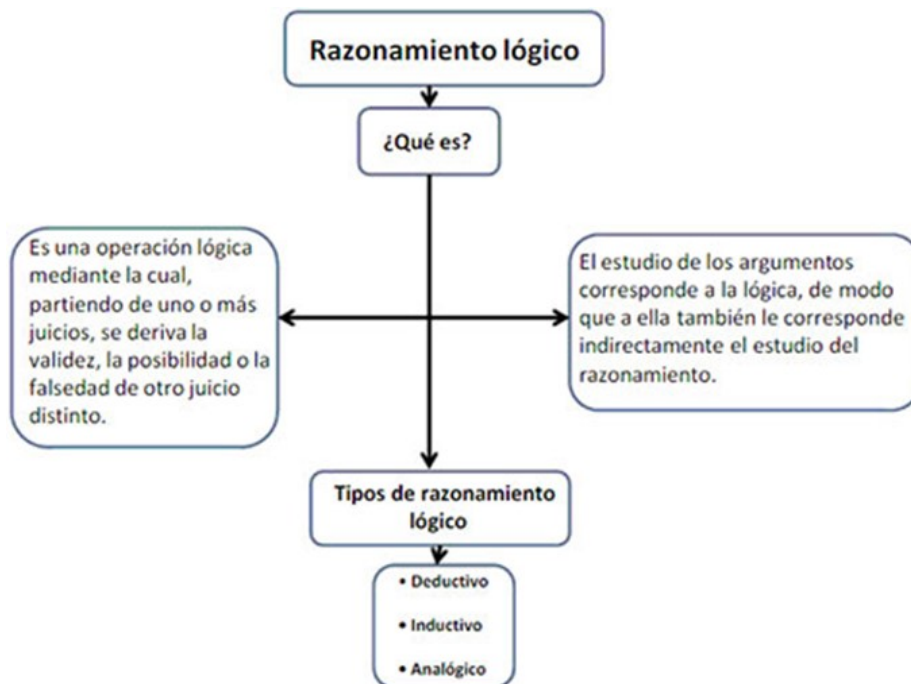 Razonamiento lógico
¿Qué es?
Es una operación lógica
mediante la cual,
partiendo de uno o más
juicios, se deriva la
validez, la posibilidad o la
falsedad de otro juicio
distinto.
El estudio de los argumentos
corresponde a la lógica, de modo
que a ella también le corresponde
indirectamente el estudio del
razonamiento.
Tipos de razonamiento
lógico
• Deductivo
• Inductivo
• Analógico